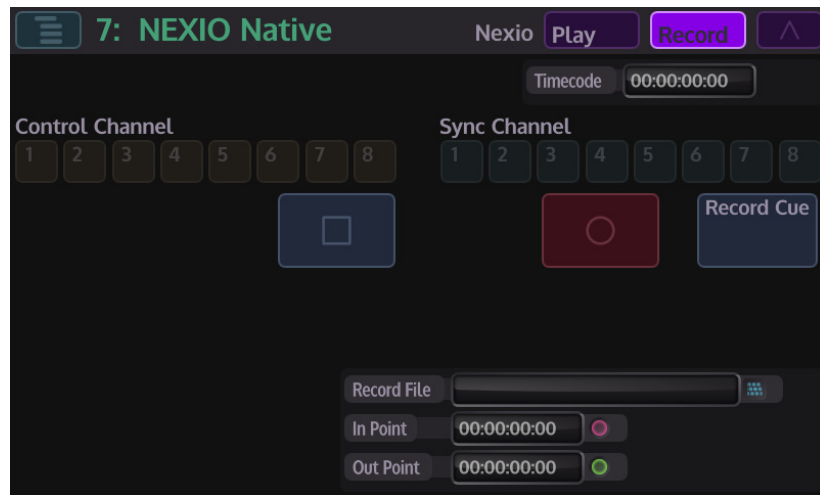 7: NEXIO Native Nexio Play Record
Timecode 00:00:00:00
Control Channel Sync Channel
1 2 3 4 5 6 7 8 1 2 3 4 5 6 7 8
Record Cue
Record File
In Point 00:00:00:00
Out Point 00:00:00:00